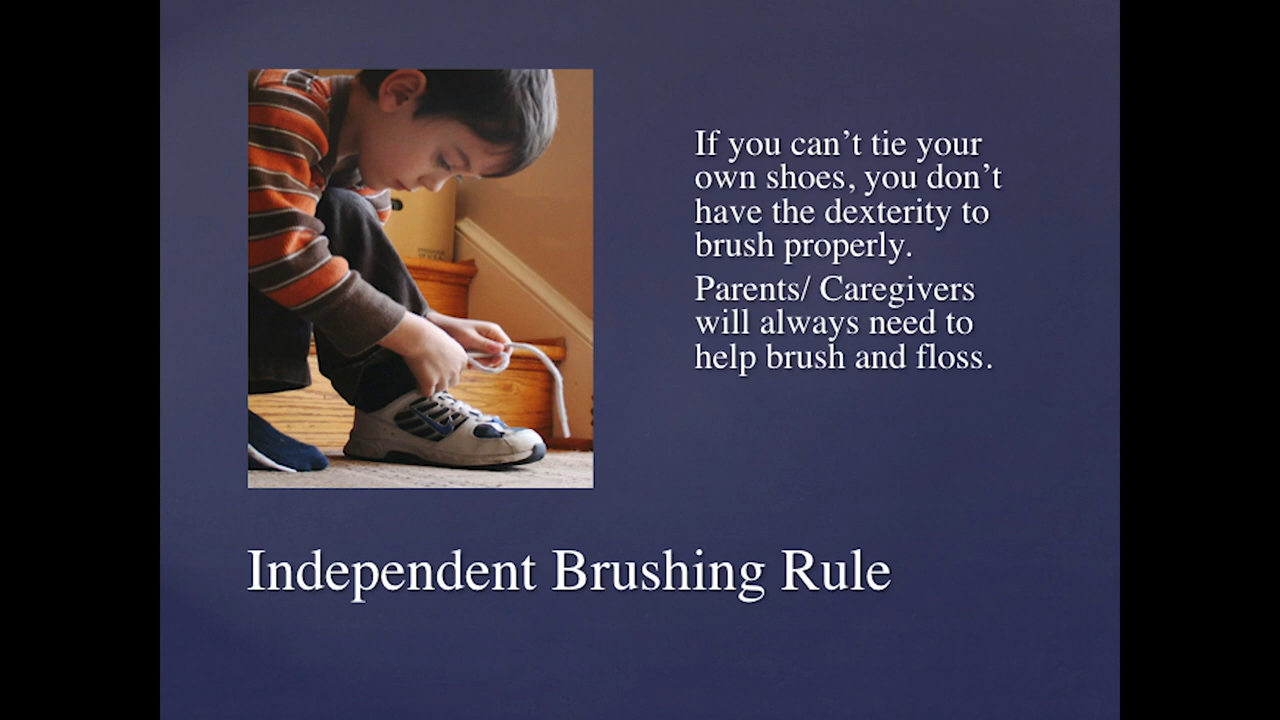 If you can’t tie your
own shoes, you don’t
have the dexterity to
brush properly.
Parents/ Caregivers
will always need to
help brush and floss.
Independent Brushing Rule